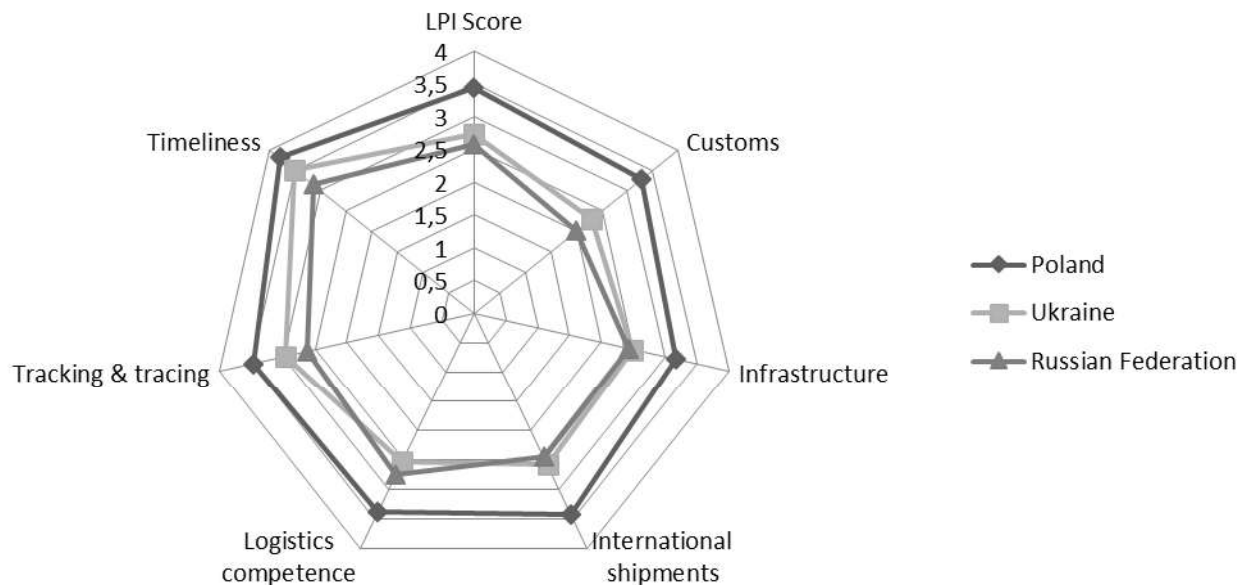 LPI Score
4
3,5
3
2,5
2
1,5
1
0,5
0
Customs
Infrastructure
International
shipments
Logistics
competence
Tracking & tracing
Timeliness
Poland
Ukraine
Russian Federation